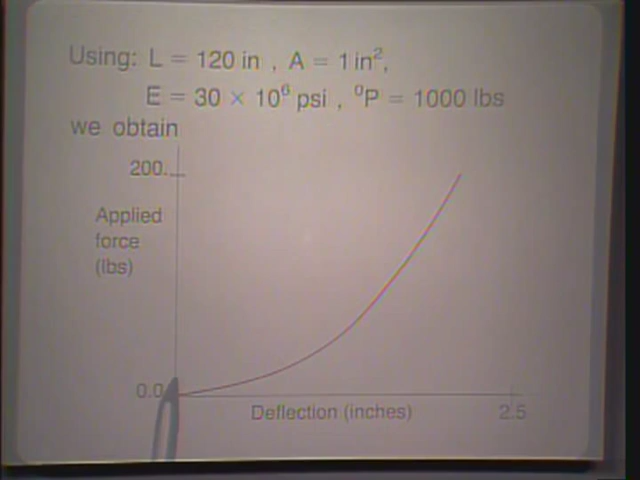 Using: L = 120 in , A = 1 in²,
E = 30 × 10⁶ psi , ⁰P = 1000 lbs
we obtain
200.
Applied
force
(lbs)
0.0
Deflection (inches)
2.5